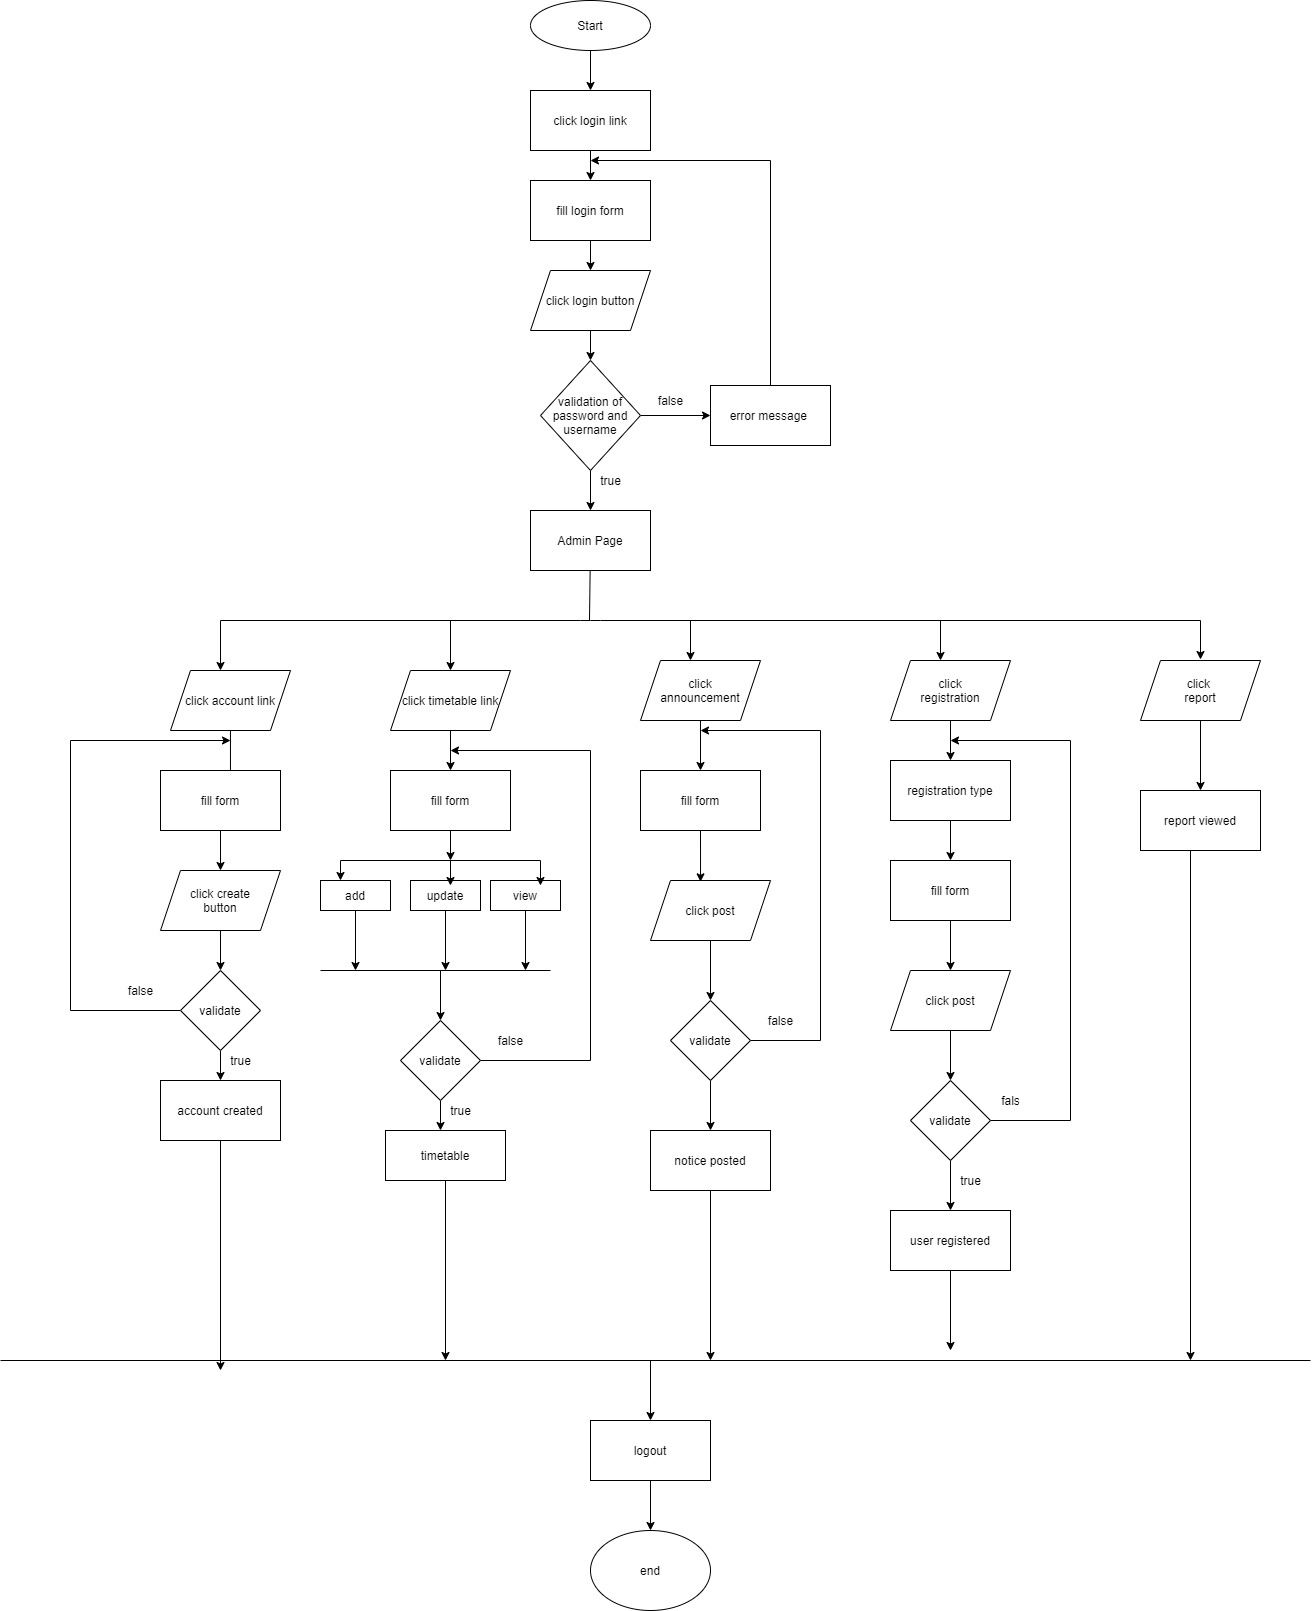 Start
click login link
fill login form
click login button
validation of
password and
username
false
error message
true
Admin Page
click account link
click timetable link
click
announcement
click
registration
click
report
fill form
fill form
fill form
registration type
report viewed
click create
button
add
update
view
click post
fill form
false
validate
true
account created
validate
false
true
timetable
validate
false
notice posted
click post
validate
fals
true
user registered
logout
end